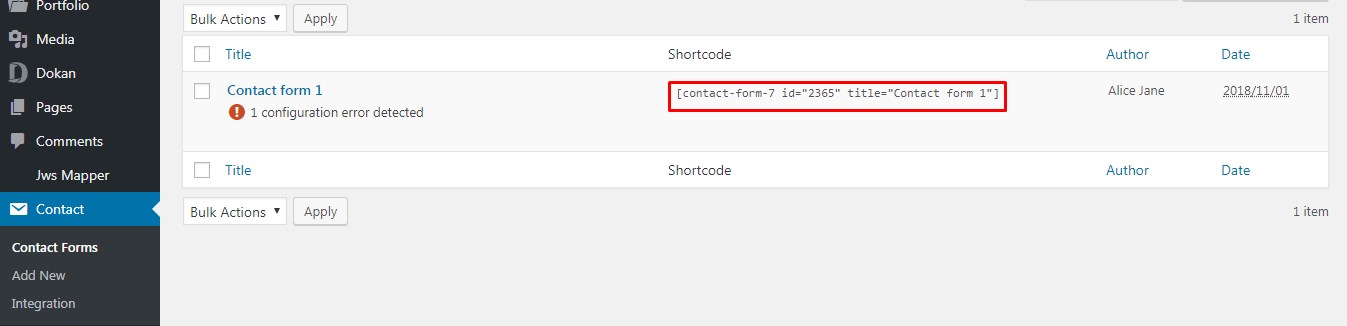 Portfolio
Media
Dokan
Pages
Comments
Jws Mapper
Contact
Contact Forms
Add New
Integration
Bulk Actions Apply 1 item
Title Shortcode Author Date
Contact form 1 [contact-form-7 id="2365" title="Contact form 1"] Alice Jane 2018/11/01
1 configuration error detected
Title Shortcode Author Date
Bulk Actions Apply 1 item